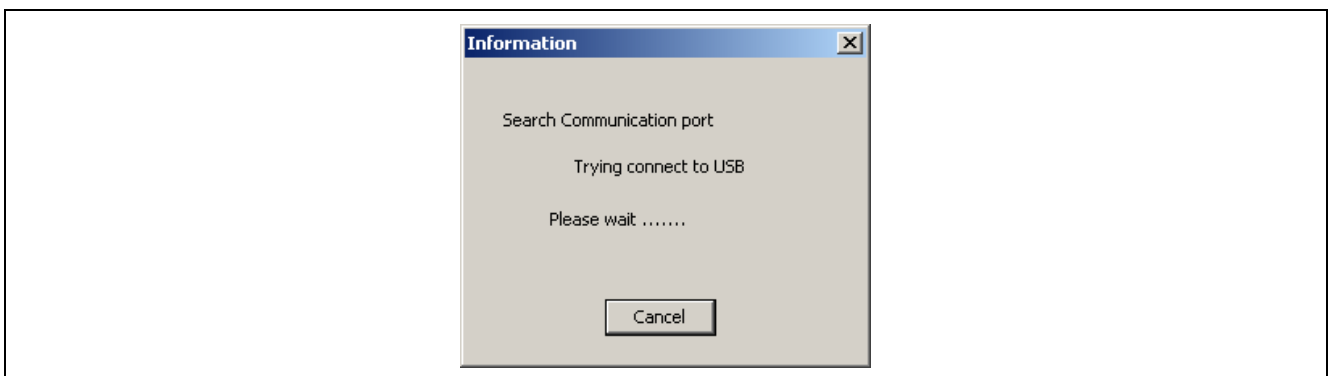 Information
Search Communication port
Trying connect to USB
Please wait .......
Cancel